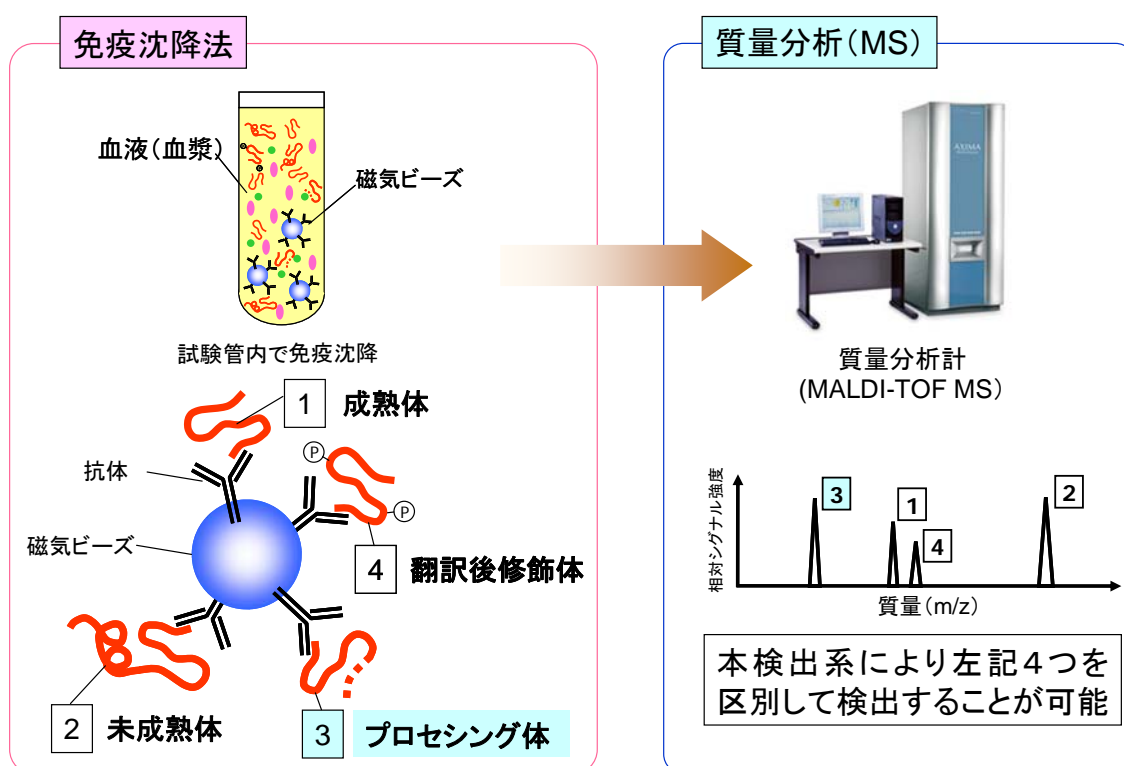 免疫沈降法
血液(血漿)
磁気ビーズ
試験管内で免疫沈降
1 成熟体
抗体
P
P
磁気ビーズ
4 翻訳後修飾体
2 未成熟体
3 プロセシング体
質量分析(MS)
AXIMA
質量分析計
(MALDI-TOF MS)
相対シグナル強度
3
1
4
2
質量(m/z)
本検出系により左記4つを
区別して検出することが可能